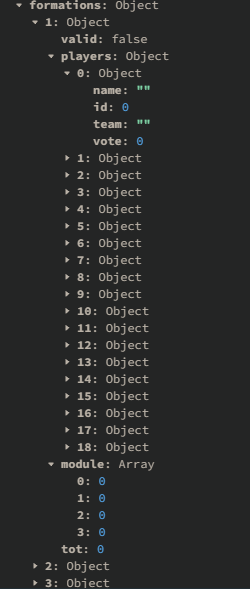 formations: Object
1: Object
valid: false
players: Object
0: Object
name: ""
id: 0
team: ""
vote: 0
1: Object
2: Object
3: Object
4: Object
5: Object
6: Object
7: Object
8: Object
9: Object
10: Object
11: Object
12: Object
13: Object
14: Object
15: Object
16: Object
17: Object
18: Object
module: Array
0: 0
1: 0
2: 0
3: 0
tot: 0
2: Object
3: Object